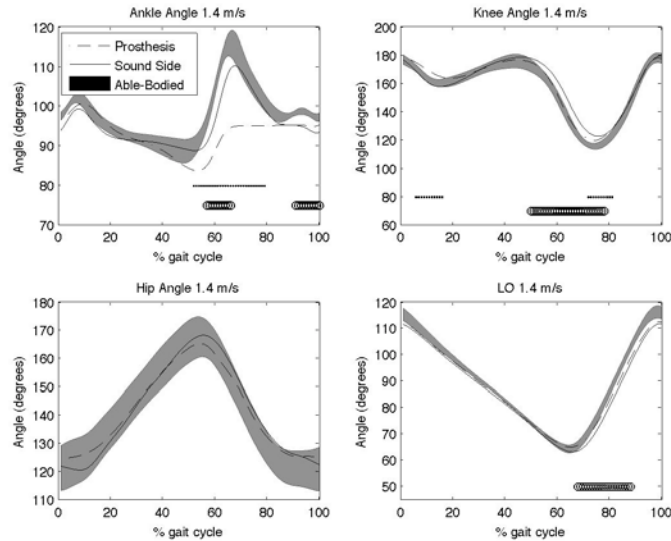 Ankle Angle 1.4 m/s
Prosthesis
Sound Side
Able-Bodied
Angle (degrees)
120
110
100
90
80
70
0 20 40 60 80 100
% gait cycle
Knee Angle 1.4 m/s
Angle (degrees)
200
180
160
140
120
100
80
60
0 20 40 60 80 100
% gait cycle
Hip Angle 1.4 m/s
Angle (degrees)
180
170
160
150
140
130
120
110
0 20 40 60 80 100
% gait cycle
LO 1.4 m/s
Angle (degrees)
120
110
100
90
80
70
60
50
0 20 40 60 80 100
% gait cycle